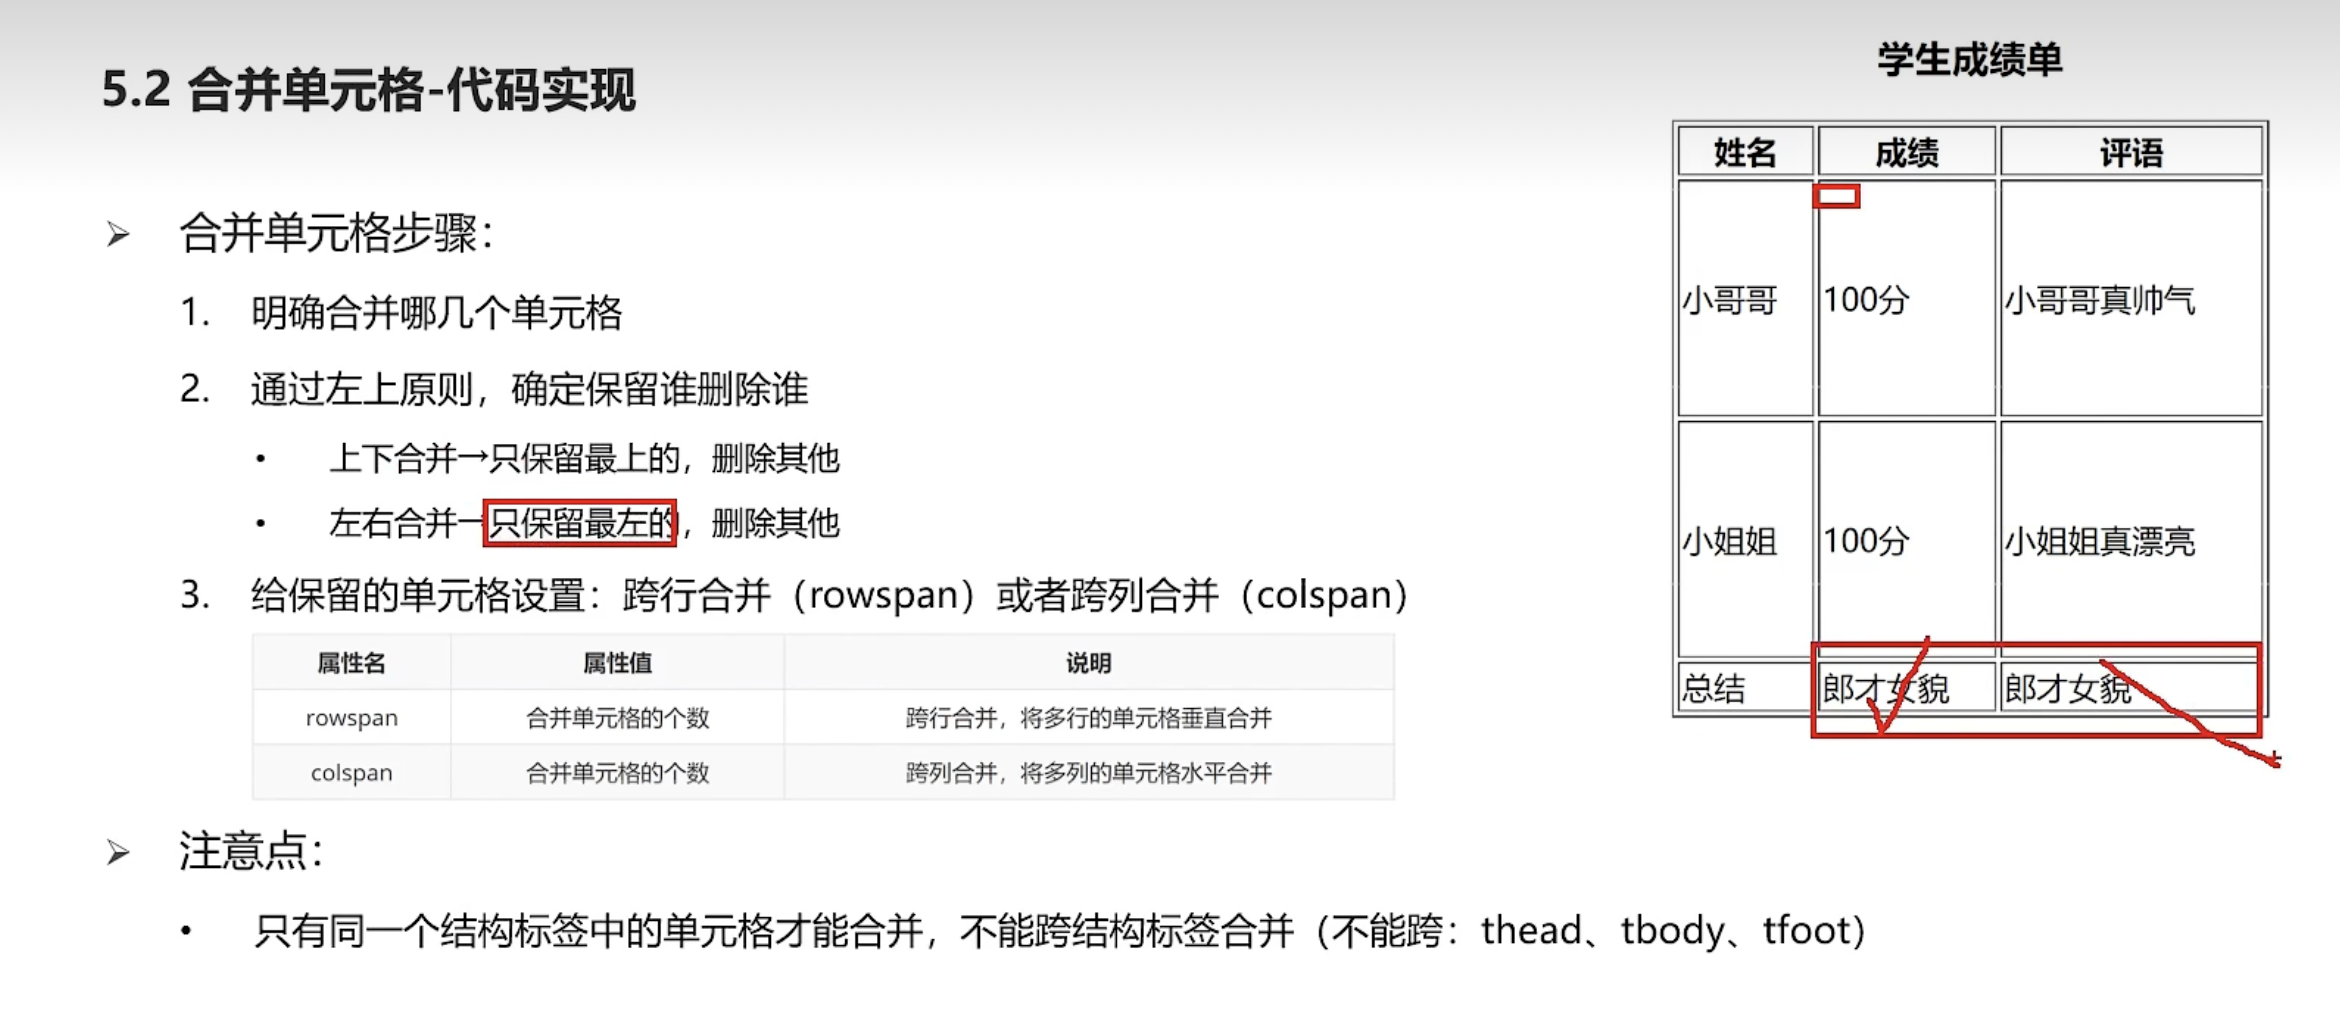 5.2 合并单元格-代码实现
➢ 合并单元格步骤：
1. 明确合并哪几个单元格
2. 通过左上原则，确定保留谁删除谁
• 上下合并→只保留最上的，删除其他
• 左右合并→只保留最左的，删除其他
3. 给保留的单元格设置：跨行合并（rowspan）或者跨列合并（colspan）
属性名 属性值 说明
rowspan 合并单元格的个数 跨行合并，将多行的单元格垂直合并
colspan 合并单元格的个数 跨列合并，将多列的单元格水平合并
➢ 注意点：
• 只有同一个结构标签中的单元格才能合并，不能跨结构标签合并（不能跨：thead、tbody、tfoot）
学生成绩单
姓名 成绩 评语
小哥哥 100分 小哥哥真帅气
小姐姐 100分 小姐姐真漂亮
总结 郎才女貌 郎才女貌